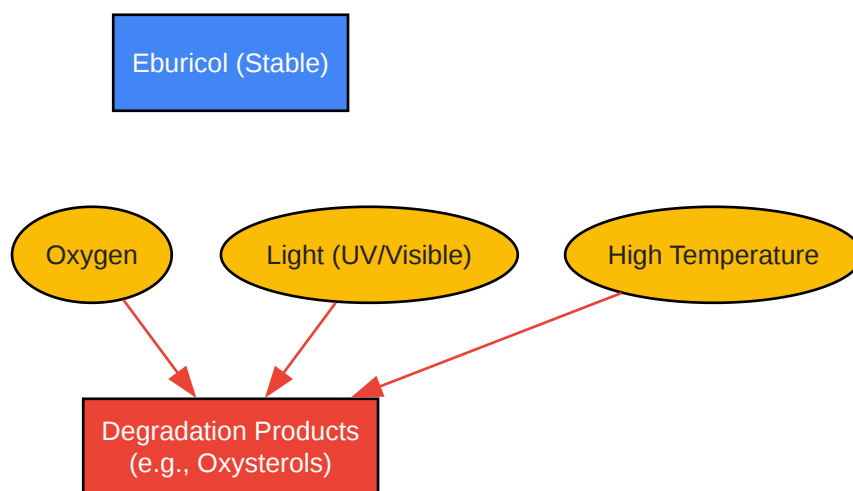 Eburicol (Stable)
Oxygen
Light (UV/Visible)
High Temperature
Degradation Products
(e.g., Oxysterols)